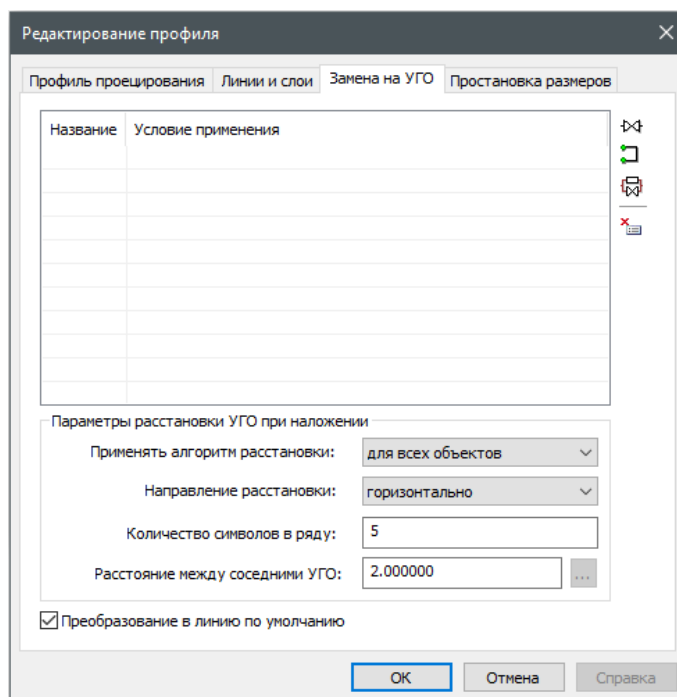 Редактирование профиля
Профиль проецирования Линии и слои Замена на УГО Простановка размеров
Название Условие применения
Параметры расстановки УГО при наложении
Применять алгоритм расстановки: для всех объектов
Направление расстановки: горизонтально
Количество символов в ряду: 5
Расстояние между соседними УГО: 2.000000 ...
Преобразование в линию по умолчанию
ОК Отмена Справка